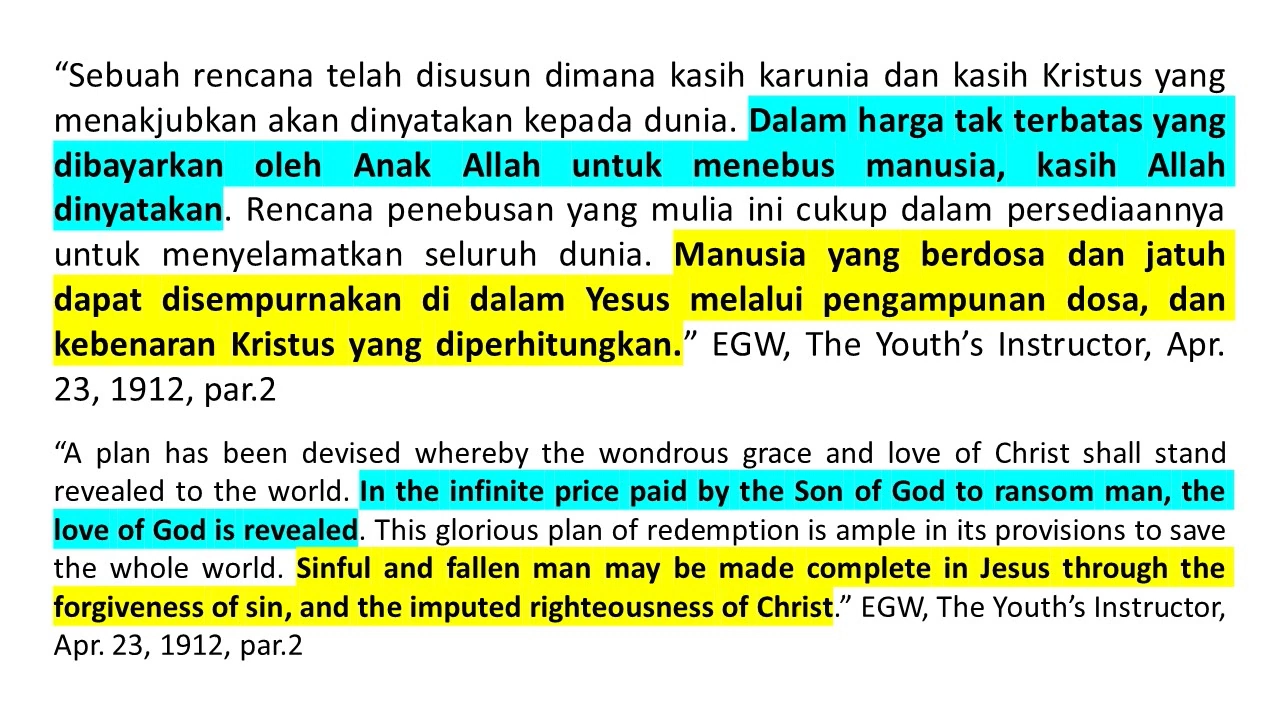 “Sebuah rencana telah disusun dimana kasih karunia dan kasih Kristus yang
menakjubkan akan dinyatakan kepada dunia. Dalam harga tak terbatas yang
dibayarkan oleh Anak Allah untuk menebus manusia, kasih Allah
dinyatakan. Rencana penebusan yang mulia ini cukup dalam persediaannya
untuk menyelamatkan seluruh dunia. Manusia yang berdosa dan jatuh
dapat disempurnakan di dalam Yesus melalui pengampunan dosa, dan
kebenaran Kristus yang diperhitungkan.” EGW, The Youth’s Instructor, Apr.
23, 1912, par.2
“A plan has been devised whereby the wondrous grace and love of Christ shall stand
revealed to the world. In the infinite price paid by the Son of God to ransom man, the
love of God is revealed. This glorious plan of redemption is ample in its provisions to save
the whole world. Sinful and fallen man may be made complete in Jesus through the
forgiveness of sin, and the imputed righteousness of Christ.” EGW, The Youth’s Instructor,
Apr. 23, 1912, par.2